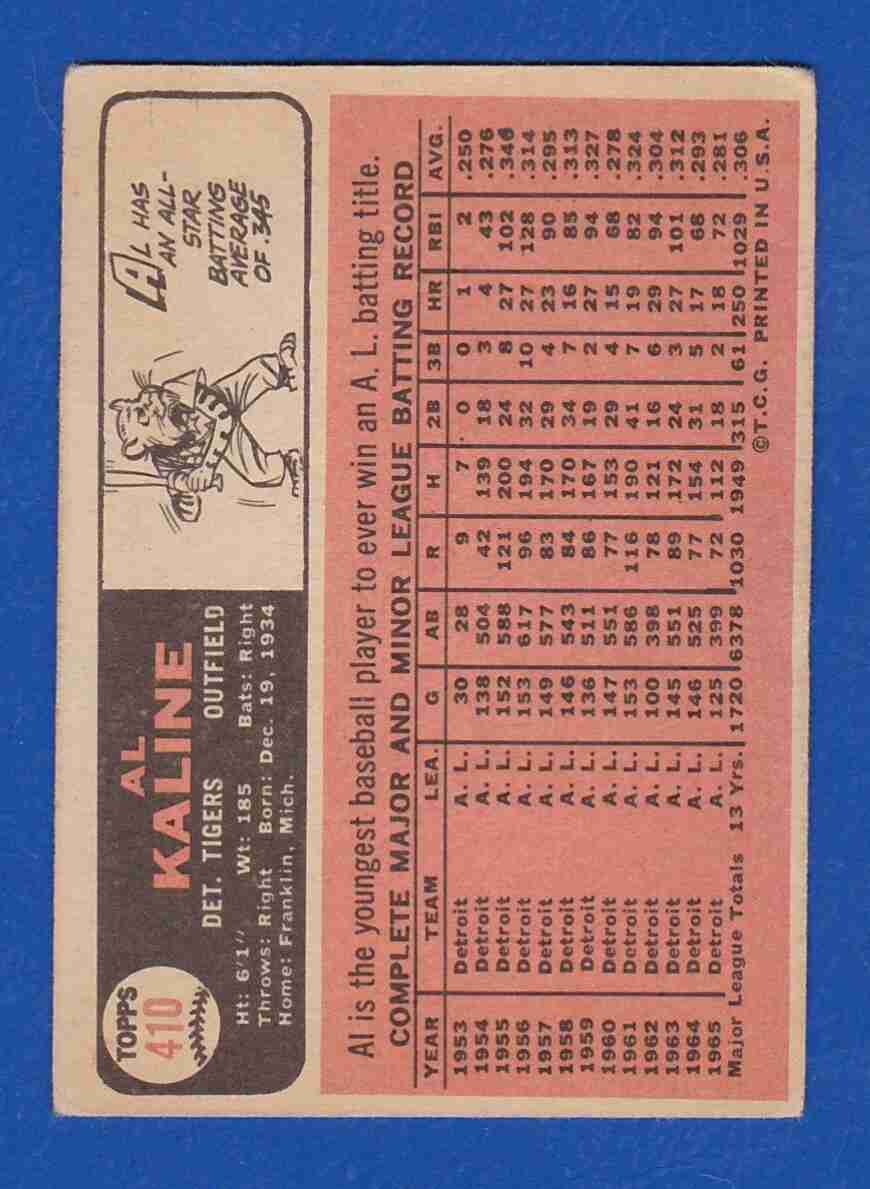 TOPPS
410
AL
KALINE
DET. TIGERS OUTFIELD
Ht: 6'1" Wt: 185 Bats: Right
Throws: Right Born: Dec. 19, 1934
Home: Franklin, Mich.
AL HAS
AN ALL-
STAR
BATTING
AVERAGE
OF .345
Al is the youngest baseball player to ever win an A. L. batting title.
COMPLETE MAJOR AND MINOR LEAGUE BATTING RECORD
YEAR TEAM LEA. G AB R H 2B 3B HR RBI AVG.
1953 Detroit A. L. 30 28 9 7 0 0 1 2 .250
1954 Detroit A. L. 138 504 42 139 18 3 4 43 .276
1955 Detroit A. L. 152 588 121 200 24 8 27 102 .340
1956 Detroit A. L. 153 617 96 194 32 10 27 128 .314
1957 Detroit A. L. 149 577 83 170 29 4 23 90 .295
1958 Detroit A. L. 146 543 84 170 34 7 16 85 .313
1959 Detroit A. L. 136 511 86 167 19 2 27 94 .327
1960 Detroit A. L. 147 551 77 153 29 4 15 68 .278
1961 Detroit A. L. 153 586 116 190 41 7 19 82 .324
1962 Detroit A. L. 100 398 78 121 16 6 29 94 .304
1963 Detroit A. L. 145 551 89 172 24 3 27 101 .312
1964 Detroit A. L. 146 525 77 154 31 5 17 68 .293
1965 Detroit A. L. 125 399 72 112 18 2 18 72 .281
Major League Totals 13 Yrs. 1720 6378 1030 1949 315 61 250 1029 .306
©T.C.G. PRINTED IN U.S.A.